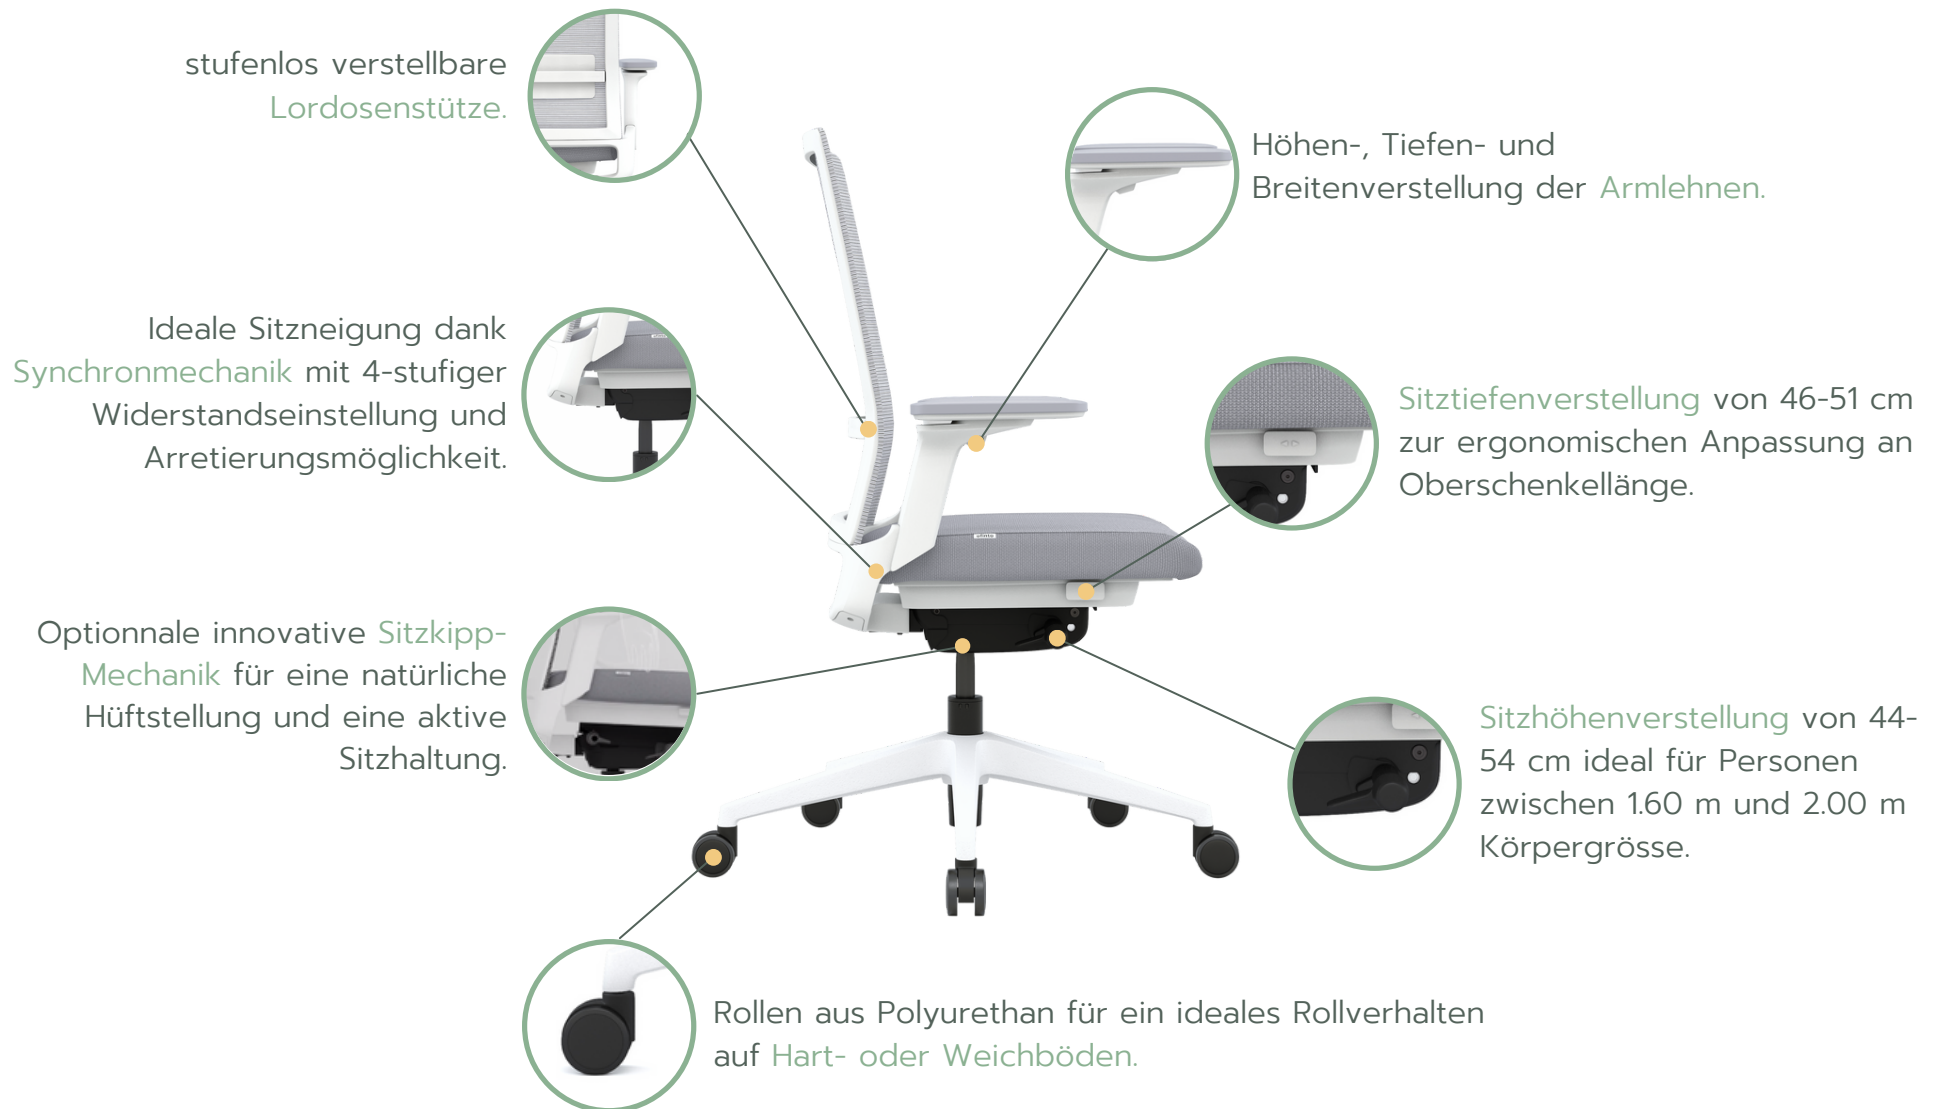 stufenlos verstellbare
Lordosenstütze.
Höhen-, Tiefen- und
Breitenverstellung der Armlehnen.
Ideale Sitzneigung dank
Synchronmechanik mit 4-stufiger
Widerstandseinstellung und
Arretierungsmöglichkeit.
Sitztiefenverstellung von 46-51 cm
zur ergonomischen Anpassung an
Oberschenkellänge.
Optionnale innovative Sitzkipp-
Mechanik für eine natürliche
Hüftstellung und eine aktive
Sitzhaltung.
Sitzhöhenverstellung von 44-
54 cm ideal für Personen
zwischen 1.60 m und 2.00 m
Körpergrösse.
Rollen aus Polyurethan für ein ideales Rollverhalten
auf Hart- oder Weichböden.